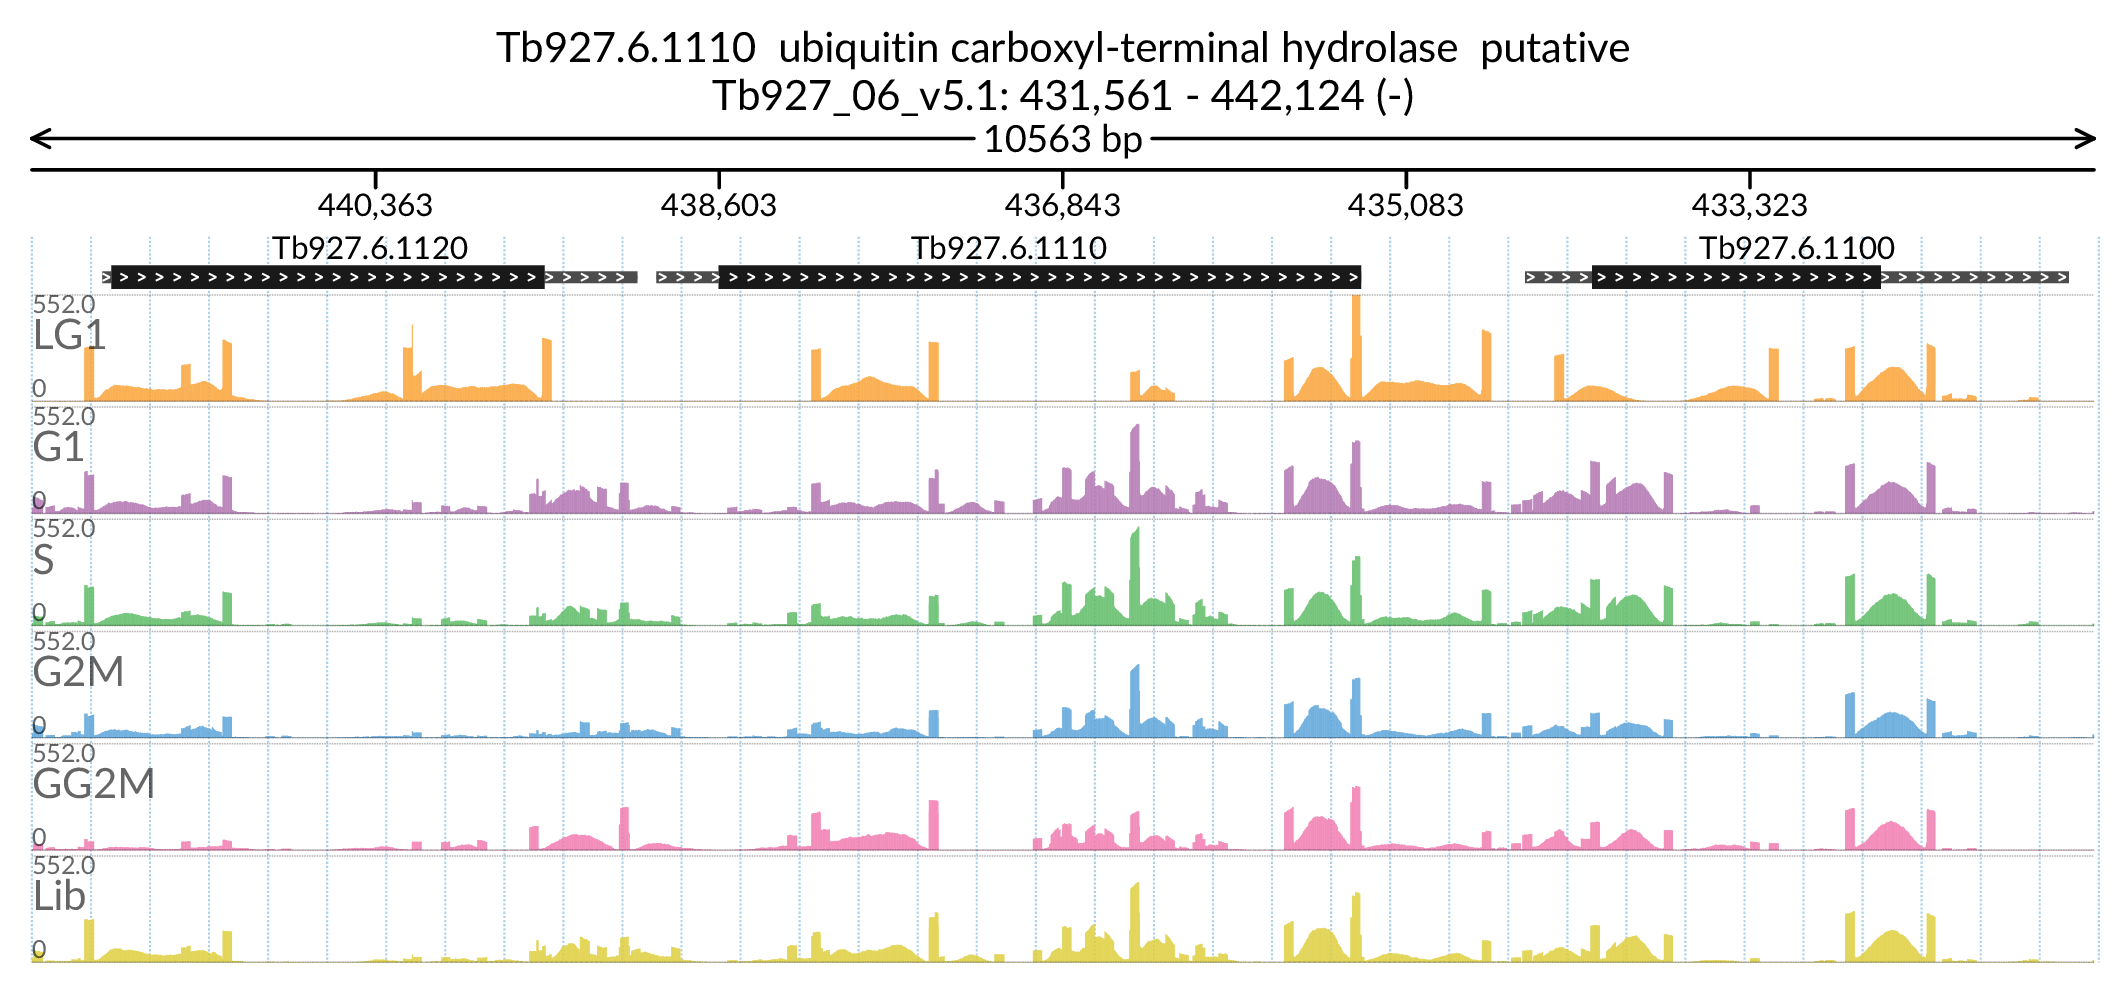 Tb927.6.1110  ubiquitin carboxyl-terminal hydrolase  putative
Tb927_06_v5.1: 431,561 - 442,124 (-)
10563 bp
440,363 438,603 436,843 435,083 433,323
Tb927.6.1120 Tb927.6.1110 Tb927.6.1100
552.0
LG1
0
552.0
G1
0
552.0
S
0
552.0
G2M
0
552.0
GG2M
0
552.0
Lib
0